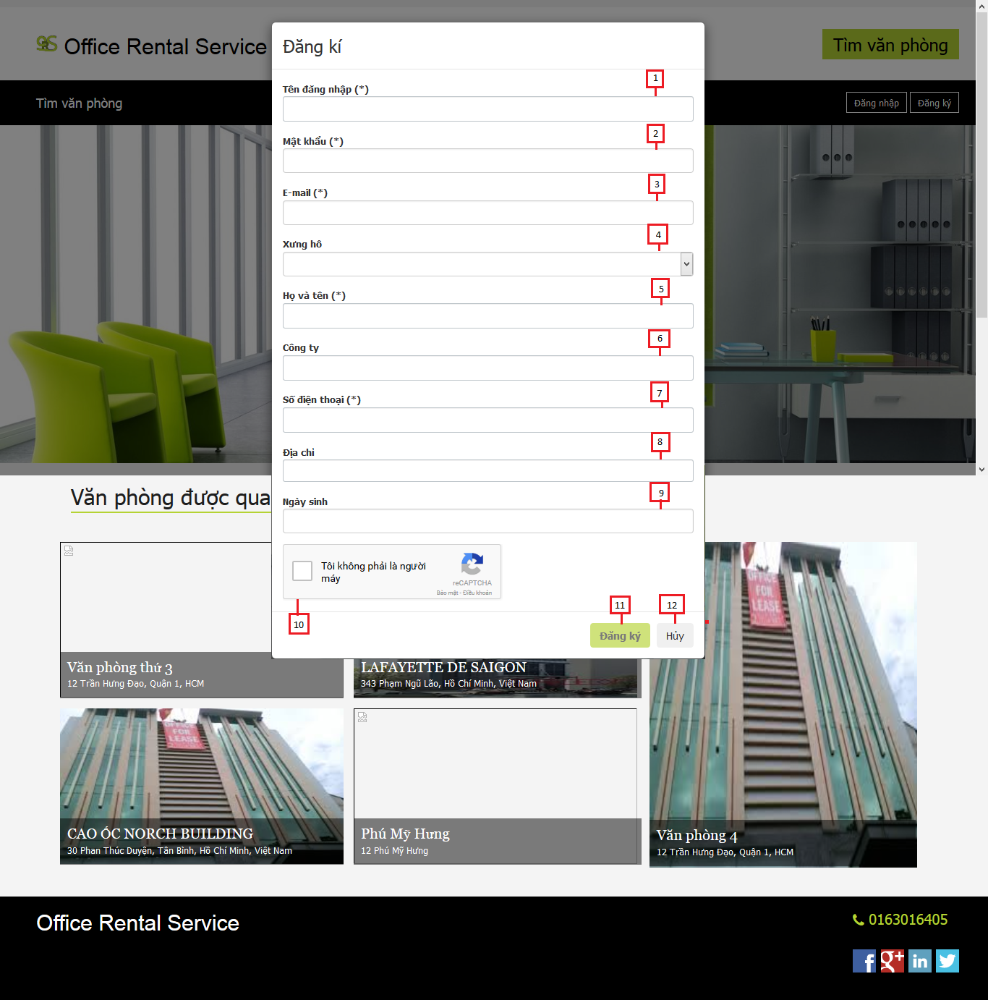 Office Rental Service
Tìm văn phòng
Tìm văn phòng
Đăng nhập
Đăng ký
Đăng kí
1
Tên đăng nhập (*)
2
Mật khẩu (*)
3
E-mail (*)
4
Xưng hô
5
Họ và tên (*)
6
Công ty
7
Số điện thoại (*)
8
Địa chỉ
9
Ngày sinh
Tôi không phải là người
máy
reCAPTCHA
Bảo mật - Điều khoản
10
11
12
Đăng ký
Hủy
Văn phòng được qua
OFFICE
FOR
LEASE
Văn phòng thứ 3
12 Trần Hưng Đạo, Quận 1, HCM
LAFAYETTE DE SAIGON
343 Phạm Ngũ Lão, Hồ Chí Minh, Việt Nam
OFFICE
FOR
LEASE
CAO ỐC NORCH BUILDING
30 Phan Thúc Duyện, Tân Bình, Hồ Chí Minh, Việt Nam
Phú Mỹ Hưng
12 Phú Mỹ Hưng
Văn phòng 4
12 Trần Hưng Đạo, Quận 1, HCM
Office Rental Service
0163016405